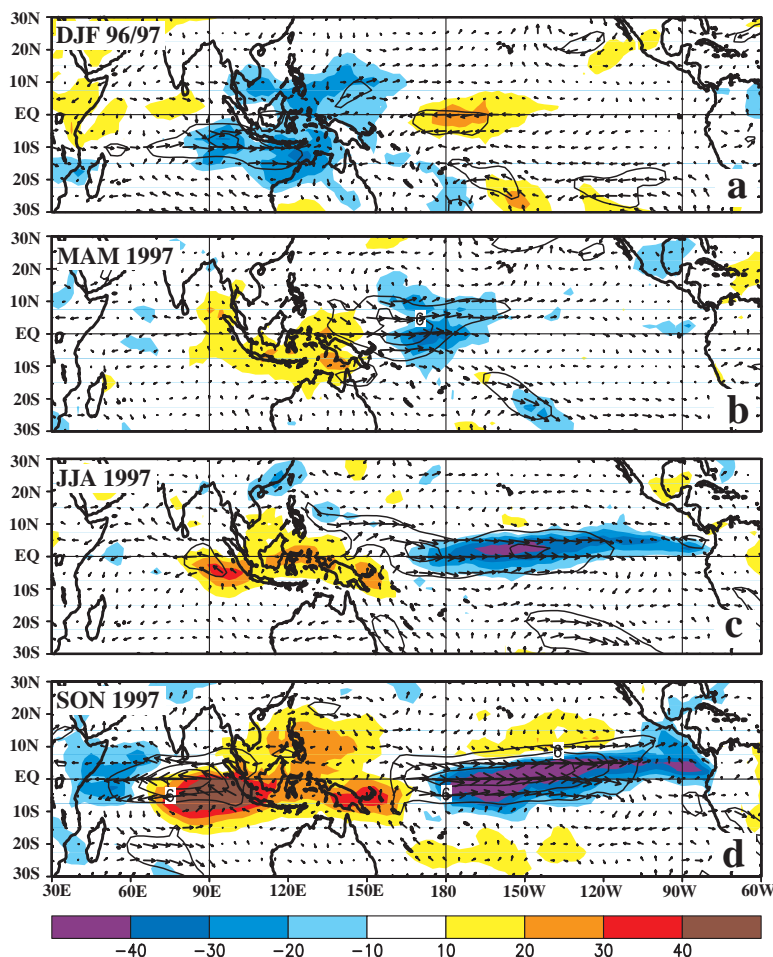 30N
DJF 96/97
20N
10N
EQ
10S
20S
a
30S
30N
MAM 1997
20N
10N
6
EQ
10S
20S
b
30S
30N
JJA 1997
20N
10N
EQ
10S
20S
c
30S
30N
SON 1997
20N
10N
6
EQ
6 6
10S
20S
d
30S
30E 60E 90E 120E 150E 180 150W 120W 90W 60W
−40 −30 −20 −10 10 20 30 40